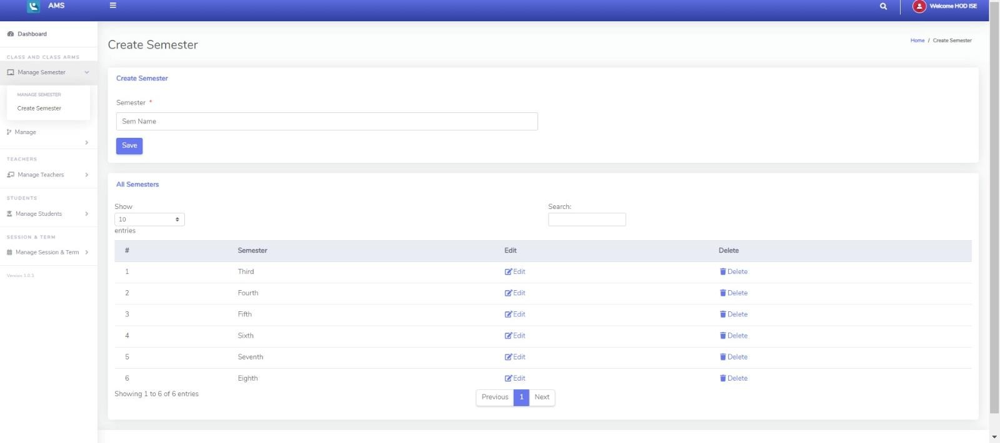 AMS
Welcome HOD ISE
Dashboard
CLASS AND CLASS ARMS
Manage Semester
MANAGE SEMESTER
Create Semester
Manage
TEACHERS
Manage Teachers
STUDENTS
Manage Students
SESSION & TERM
Manage Session & Term
Version 1.0.1
Create Semester
Home / Create Semester
Create Semester
Semester *
Sem Name
Save
All Semesters
Show
10
entries
Search:
# Semester Edit Delete
1 Third Edit Delete
2 Fourth Edit Delete
3 Fifth Edit Delete
4 Sixth Edit Delete
5 Seventh Edit Delete
6 Eighth Edit Delete
Showing 1 to 6 of 6 entries
Previous 1 Next